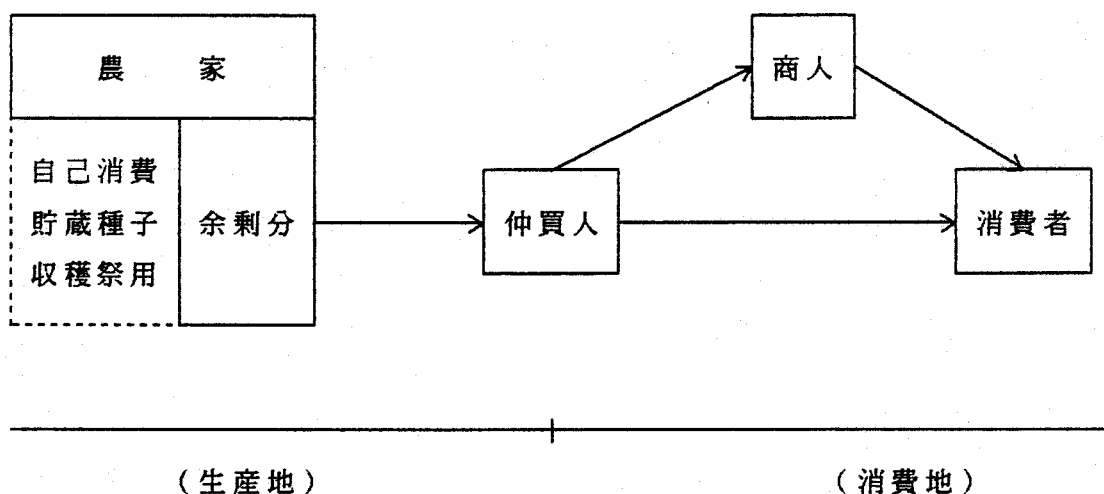 農　家
自己消費
貯蔵種子
収穫祭用
余剰分
仲買人
商人
消費者
（生産地）
（消費地）